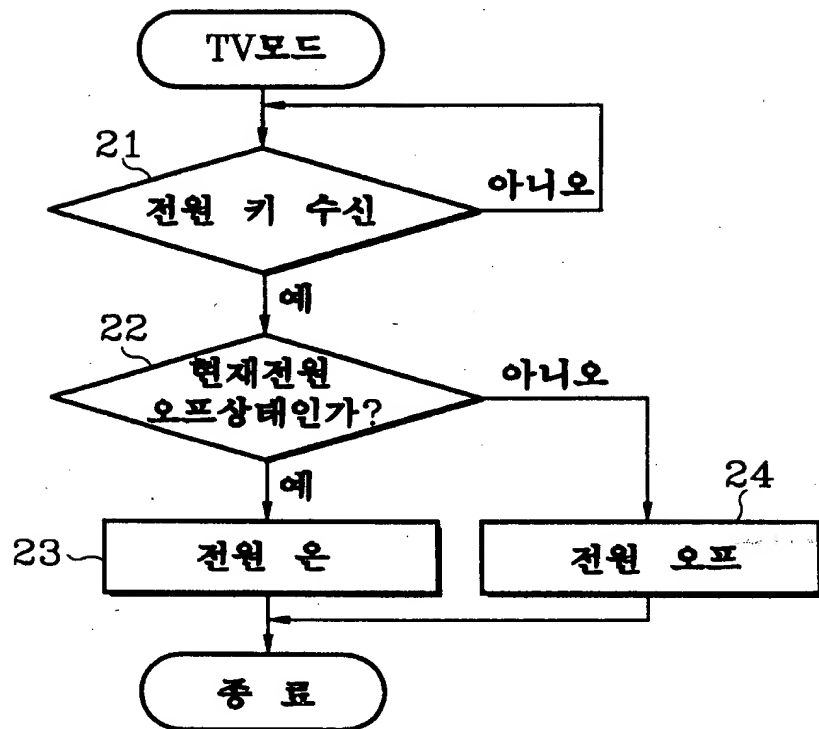 TV모드
21
전원 키 수신
아니오
예
22
현재전원
오프상태인가?
아니오
예
24
23
전원 온
전원 오프
종 료